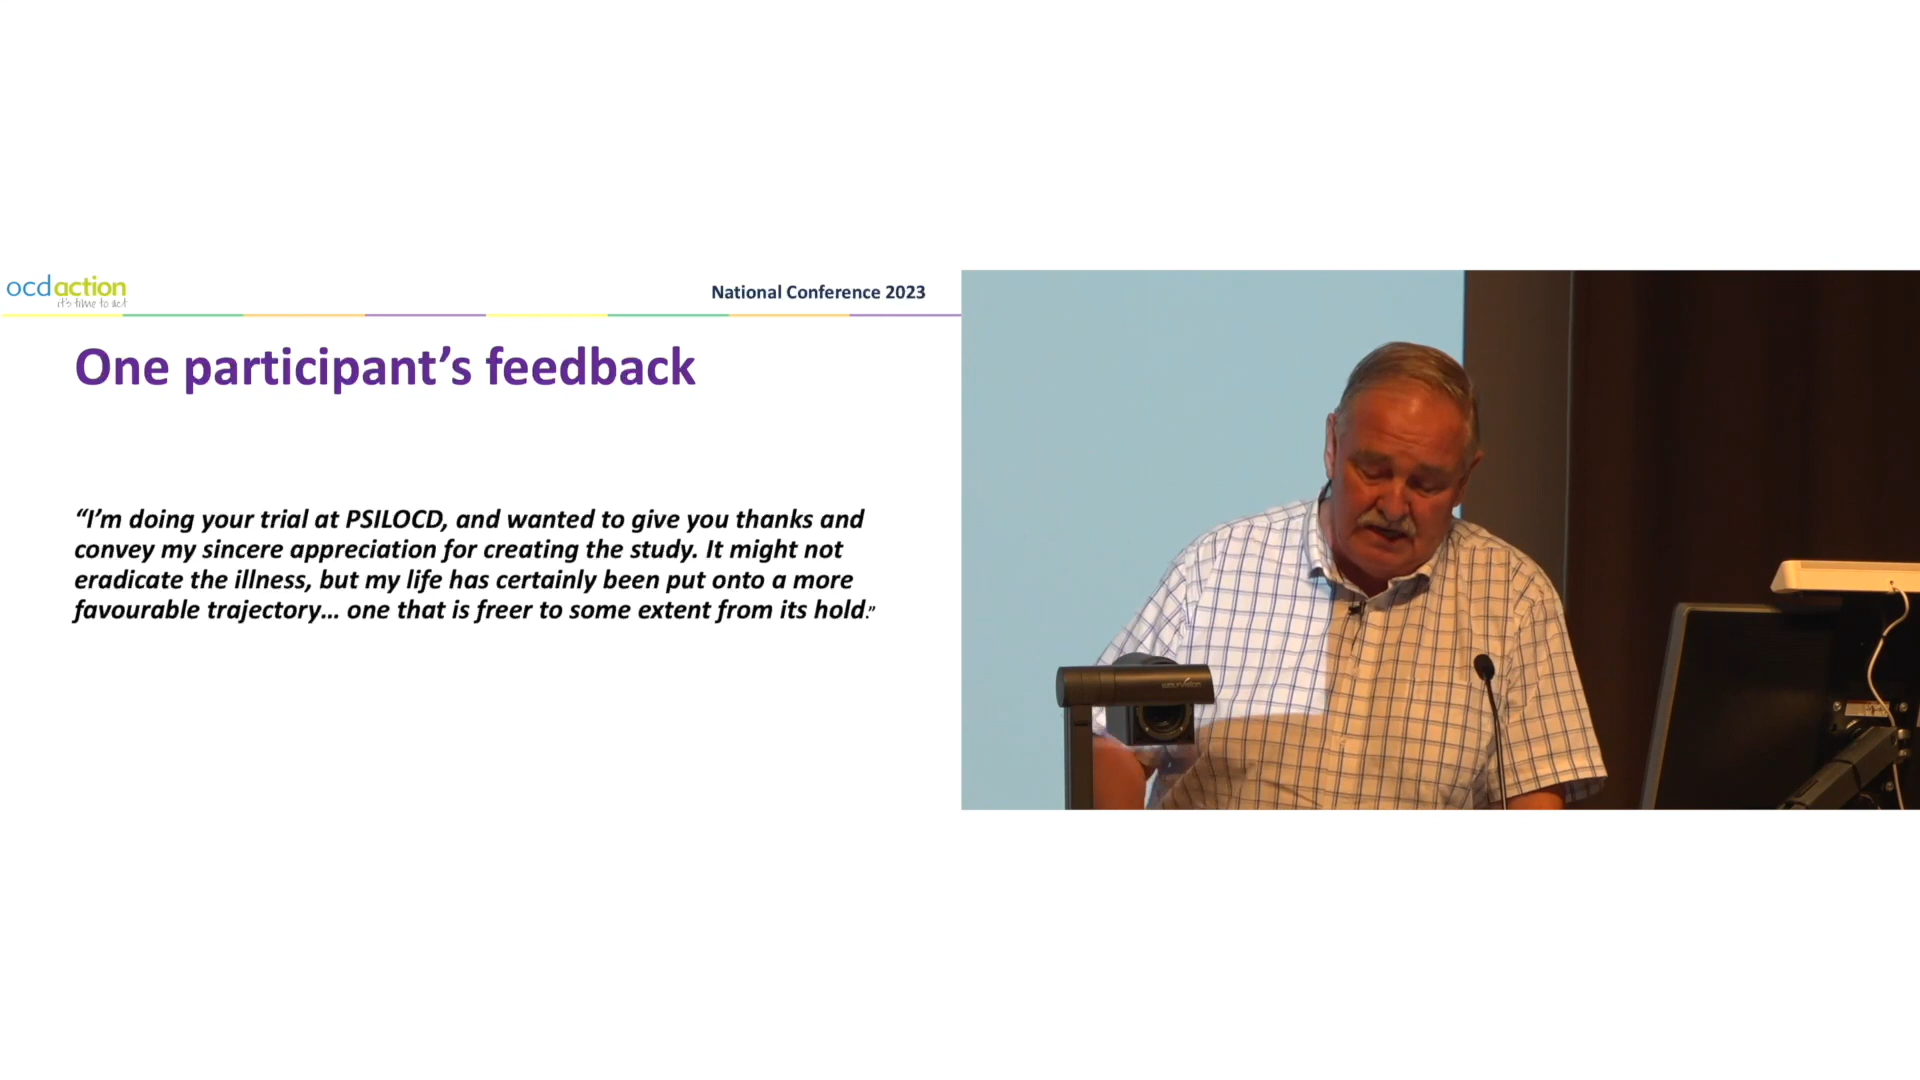 ocdaction
it's time to act
National Conference 2023
One participant's feedback
“I'm doing your trial at PSILOCD, and wanted to give you thanks and
convey my sincere appreciation for creating the study. It might not
eradicate the illness, but my life has certainly been put onto a more
favourable trajectory... one that is freer to some extent from its hold.”
wolfvision